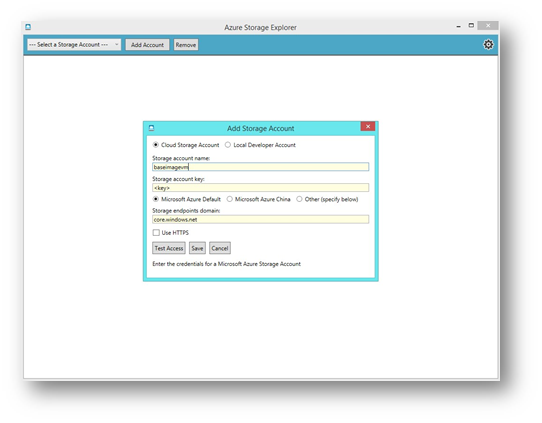 Azure Storage Explorer
--- Select a Storage Account --- Add Account Remove
Add Storage Account
Cloud Storage Account Local Developer Account
Storage account name:
baseimagevm
Storage account key:
<key>
Microsoft Azure Default Microsoft Azure China Other (specify below)
Storage endpoints domain:
core.windows.net
Use HTTPS
Test Access Save Cancel
Enter the credentials for a Microsoft Azure Storage Account